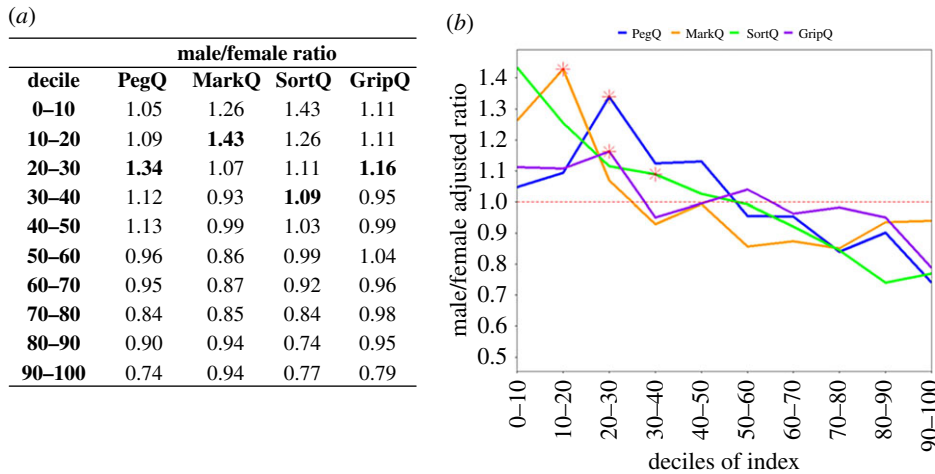 (a)
male/female ratio
decile PegQ MarkQ SortQ GripQ
0–10 1.05 1.26 1.43 1.11
10–20 1.09 1.43 1.26 1.11
20–30 1.34 1.07 1.11 1.16
30–40 1.12 0.93 1.09 0.95
40–50 1.13 0.99 1.03 0.99
50–60 0.96 0.86 0.99 1.04
60–70 0.95 0.87 0.92 0.96
70–80 0.84 0.85 0.84 0.98
80–90 0.90 0.94 0.74 0.95
90–100 0.74 0.94 0.77 0.79
(b)
PegQ MarkQ SortQ GripQ
male/female adjusted ratio
1.4
1.3
1.2
1.1
1.0
0.9
0.8
0.7
0.6
0.5
0–10
10–20
20–30
30–40
40–50
50–60
60–70
70–80
80–90
90–100
deciles of index